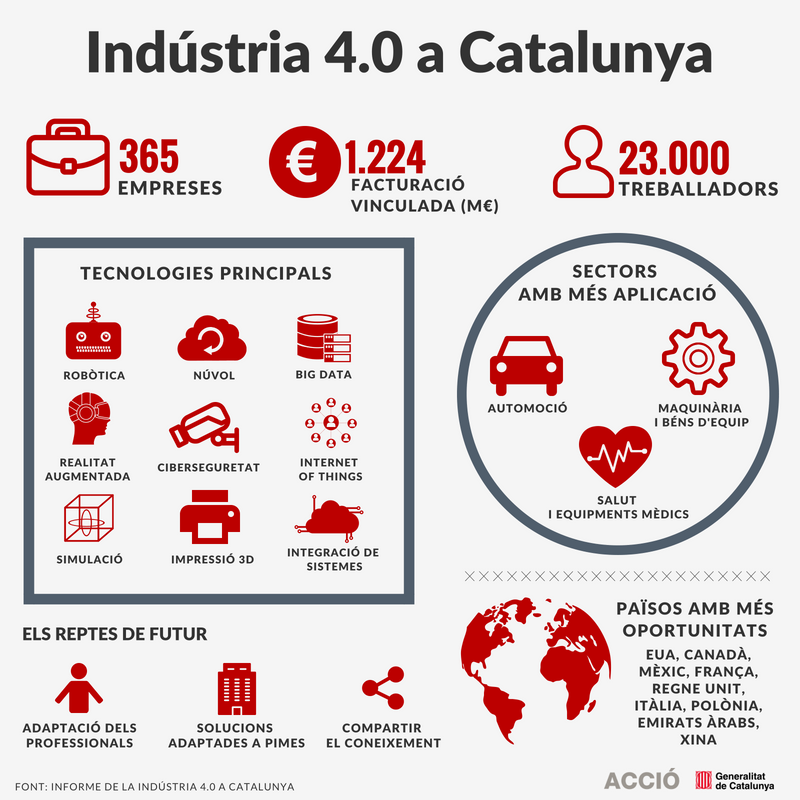 Indústria 4.0 a Catalunya
365
EMPRESES
1.224
FACTURACIÓ
VINCULADA (M€)
23.000
TREBALLADORS
TECNOLOGIES PRINCIPALS
ROBÒTICA
NÚVOL
BIG DATA
REALITAT
AUGMENTADA
CIBERSEGURETAT
INTERNET
OF THINGS
SIMULACIÓ
IMPRESSIÓ 3D
INTEGRACIÓ DE
SISTEMES
SECTORS
AMB MÉS APLICACIÓ
AUTOMOCIÓ
MAQUINÀRIA
I BÉNS D'EQUIP
SALUT
I EQUIPMENTS MÈDICS
ELS REPTES DE FUTUR
ADAPTACIÓ DELS
PROFESSIONALS
SOLUCIONS
ADAPTADES A PIMES
COMPARTIR
EL CONEIXEMENT
PAÏSOS AMB MÉS
OPORTUNITATS
EUA, CANADÀ,
MÈXIC, FRANÇA,
REGNE UNIT,
ITÀLIA, POLÒNIA,
EMIRATS ÀRABS,
XINA
FONT: INFORME DE LA INDÚSTRIA 4.0 A CATALUNYA
ACCIÓ
Generalitat
de Catalunya